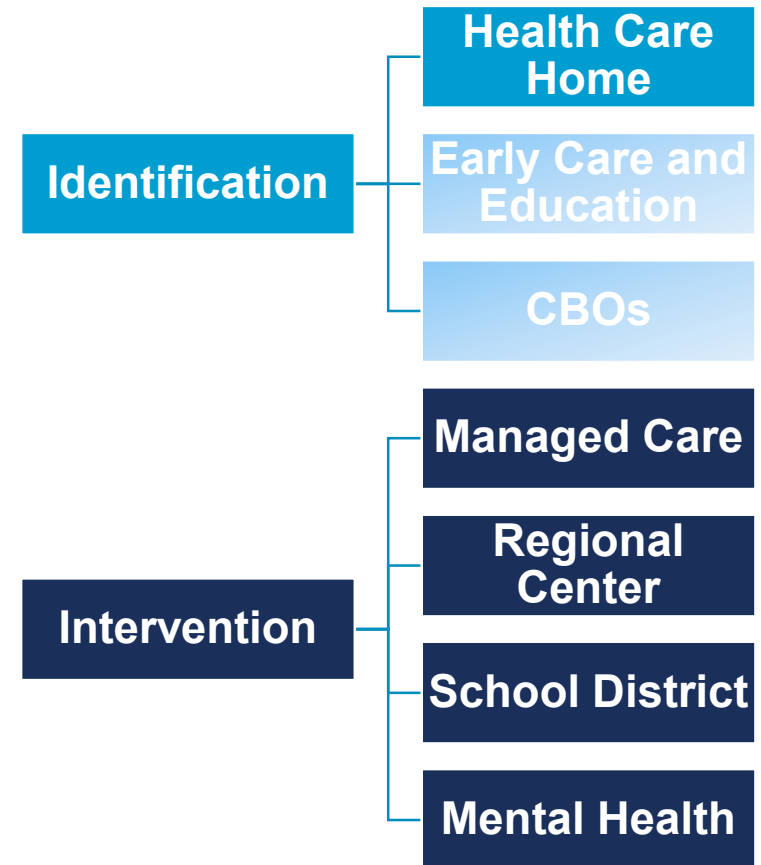 Identification
Health Care
Home
Early Care and
Education
CBOs
Intervention
Managed Care
Regional
Center
School District
Mental Health